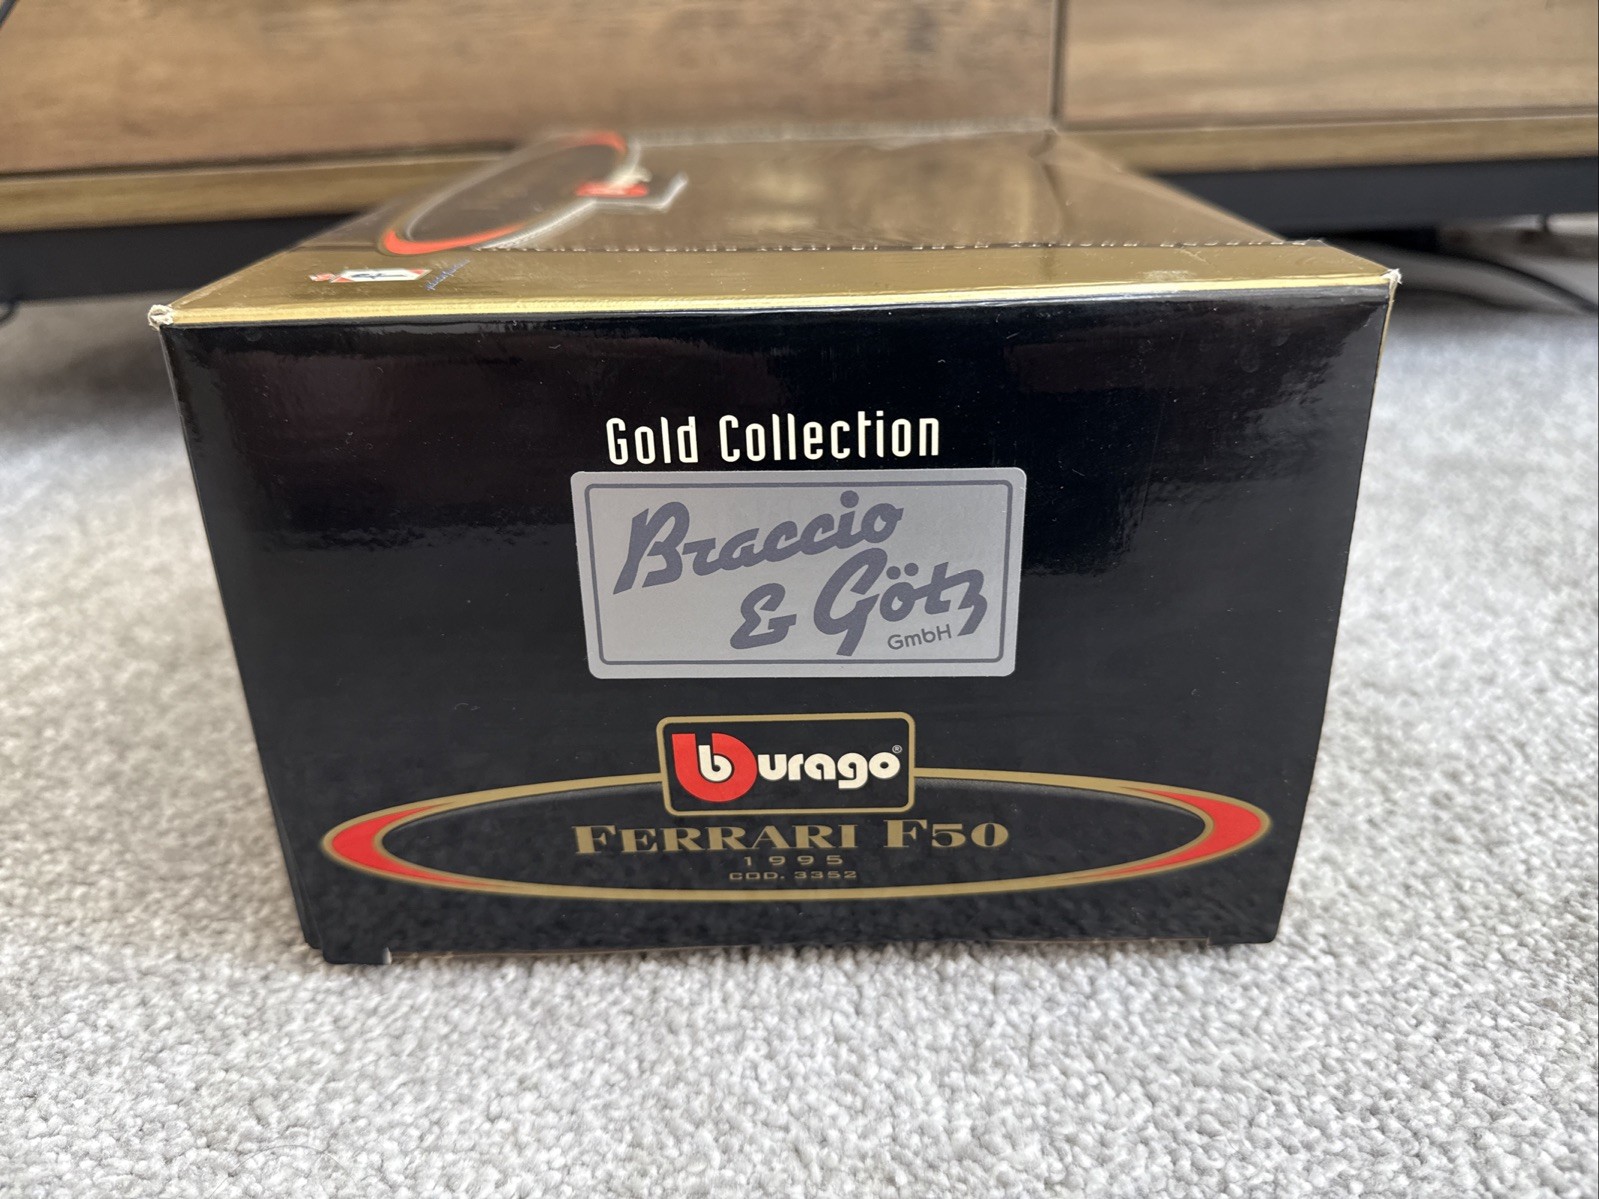 Gold Collection
Braccio
& Götz
GmbH
burago®
FERRARI F50
1995
COD. 3352